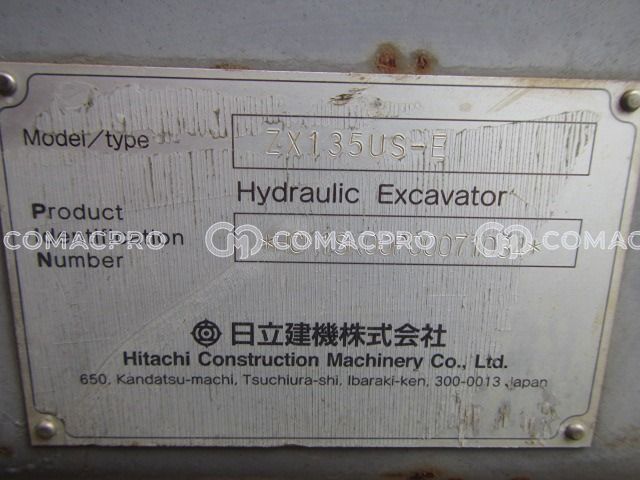 Model/type ZX135US-E
Hydraulic Excavator
Product
Identification
Number
COMACPRO COMACPRO COMACPRO
日立建機株式会社
Hitachi Construction Machinery Co., Ltd.
650, Kandatsu-machi, Tsuchiura-shi, Ibaraki-ken, 300-0013 Japan